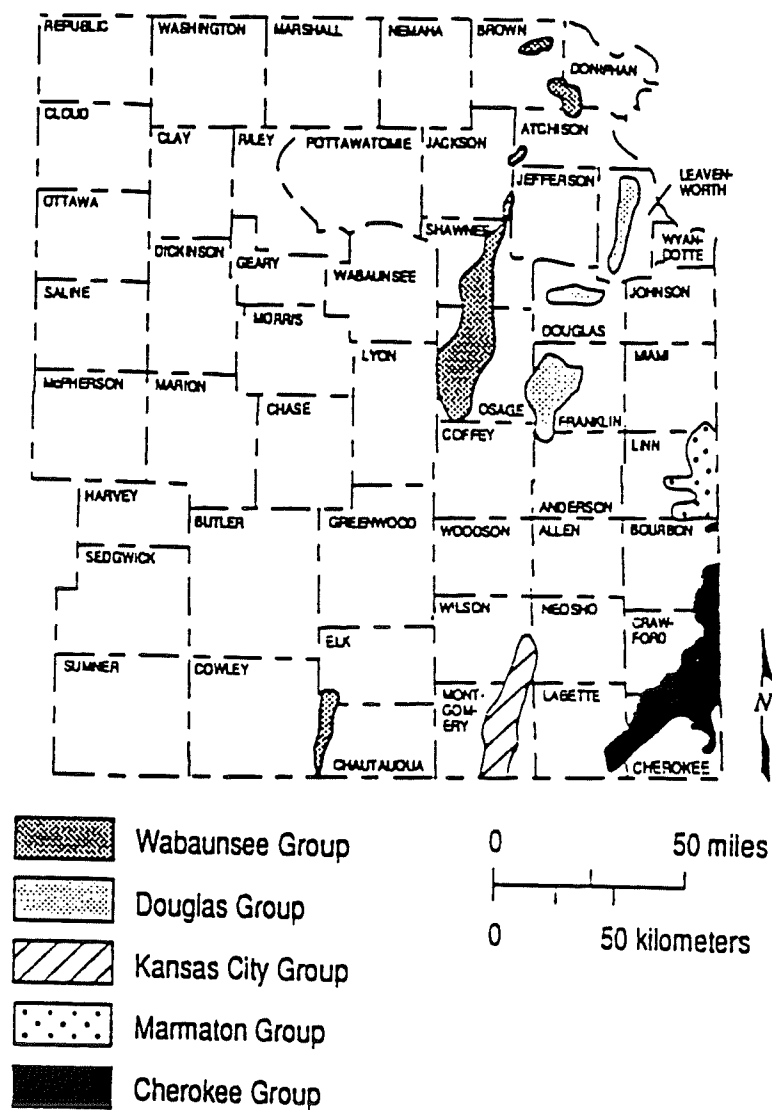 REPUBLIC WASHINGTON MARSHALL NEMAHA BROWN
DONIPHAN
CLOUD
ATCHISON
CLAY RILEY POTTAWATOMIE JACKSON
LEAVEN-
WORTH
JEFFERSON
OTTAWA
SHAWNEE
WYAN-
DOTTE
DICKINSON
GEARY
WABAUNSEE
SALINE
JOHNSON
MORRIS
DOUGLAS
LYON
MIAMI
McPHERSON MARION
CHASE
OSAGE
FRANKLIN
COFFEY
LINN
HARVEY
ANDERSON
BUTLER GREENWOOD WOODSON ALLEN BOURBON
SEDGWICK
WILSON NEOSHO
CRAW-
FORD
ELK
SUMNER COWLEY
MONT-
GOM-
ERY
LABETTE
N
CHAUTAUQUA
CHEROKEE
Wabaunsee Group
Douglas Group
Kansas City Group
Marmaton Group
Cherokee Group
0 50 miles
0 50 kilometers